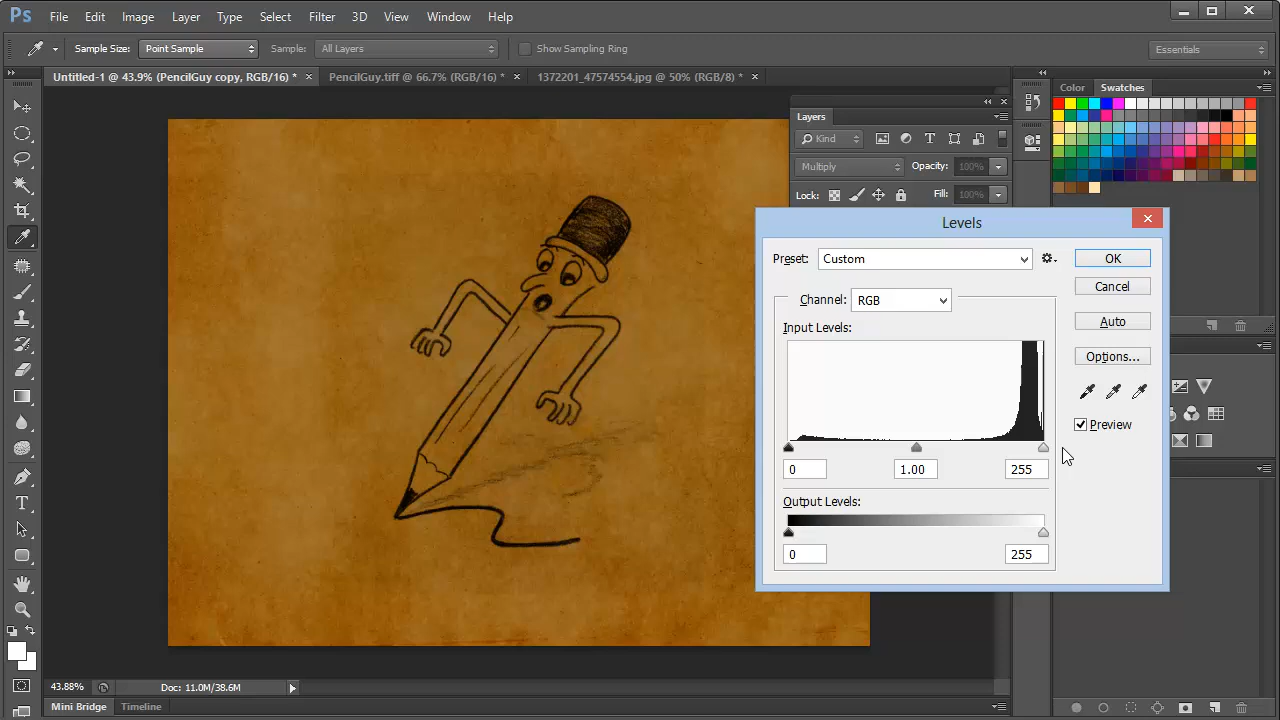 Ps File Edit Image Layer Type Select Filter 3D View Window Help
Sample Size: Point Sample Sample: All Layers Show Sampling Ring Essentials
Untitled-1 @ 43.9% (PencilGuy copy, RGB/16) * × PencilGuy.tiff @ 66.7% (RGB/16) * × 1372201_47574554.jpg @ 50% (RGB/8) * ×
Color Swatches
Layers
Kind
Multiply Opacity: 100%
Lock: Fill: 100%
Levels
Preset: Custom OK
Cancel
Channel: RGB
Auto
Input Levels:
Options...
Preview
0 1.00 255
Output Levels:
0 255
43.88% Doc: 11.0M/38.6M
Mini Bridge Timeline